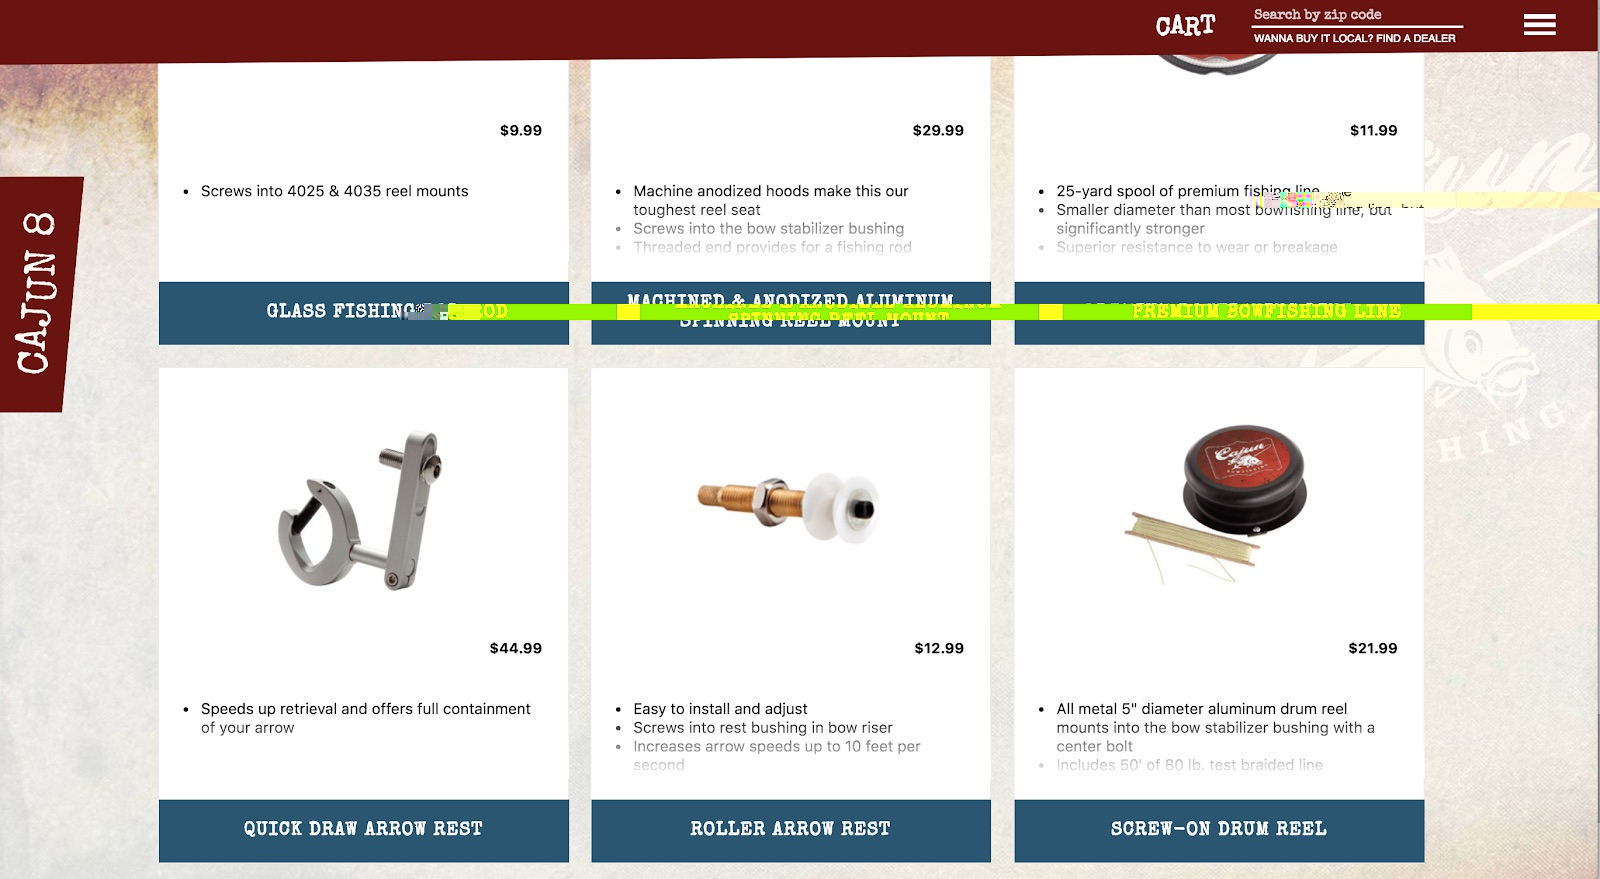 CART
Search by zip code
WANNA BUY IT LOCAL? FIND A DEALER
CAJUN 8
$9.99
• Screws into 4025 & 4035 reel mounts
GLASS FISHING ROD
$29.99
• Machine anodized hoods make this our
toughest reel seat
• Screws into the bow stabilizer bushing
• Threaded end provides for a fishing rod
MACHINED & ANODIZED ALUMINUM
SPINNING REEL MOUNT
$11.99
• 25-yard spool of premium fishing line
• Smaller diameter than most bowfishing line, but
significantly stronger
• Superior resistance to wear or breakage
PREMIUM BOWFISHING LINE
HING
$44.99
• Speeds up retrieval and offers full containment
of your arrow
QUICK DRAW ARROW REST
$12.99
• Easy to install and adjust
• Screws into rest bushing in bow riser
• Increases arrow speeds up to 10 feet per
second
ROLLER ARROW REST
Cajun
$21.99
• All metal 5" diameter aluminum drum reel
mounts into the bow stabilizer bushing with a
center bolt
• Includes 50' of 80 lb. test braided line
SCREW-ON DRUM REEL